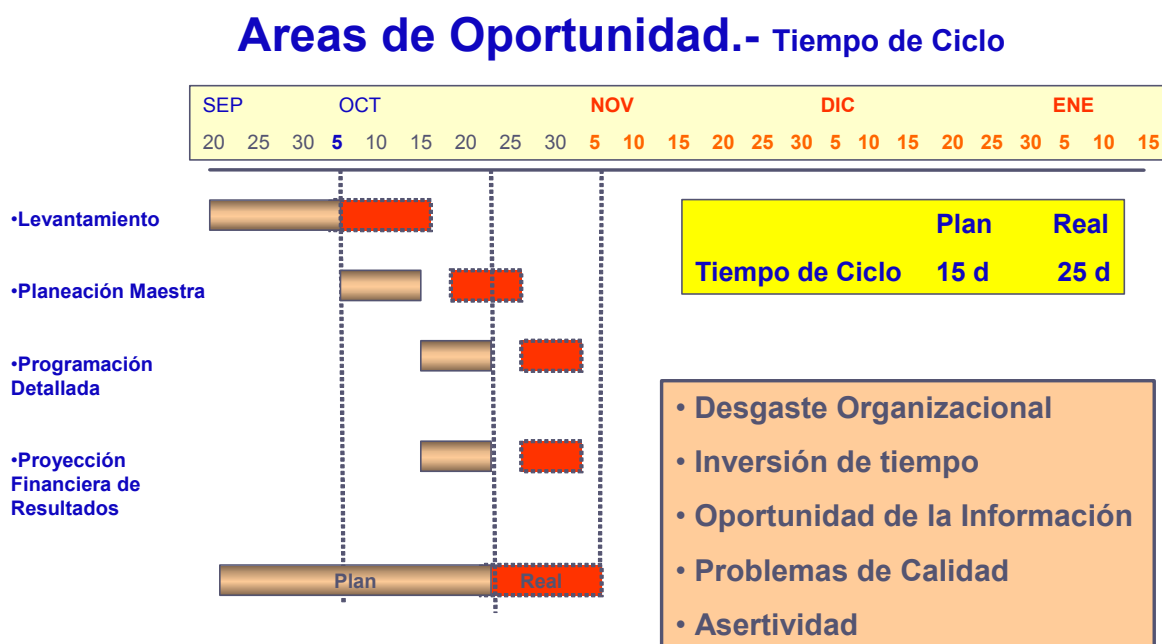 Areas de Oportunidad.- Tiempo de Ciclo
SEP OCT NOV DIC ENE
20 25 30 5 10 15 20 25 30 5 10 15 20 25 30 5 10 15 20 25 30 5 10 15
•Levantamiento
Plan Real
Tiempo de Ciclo 15 d 25 d
•Planeación Maestra
•Programación
Detallada
•Proyección
Financiera de
Resultados
Plan Real
• Desgaste Organizacional
• Inversión de tiempo
• Oportunidad de la Información
• Problemas de Calidad
• Asertividad